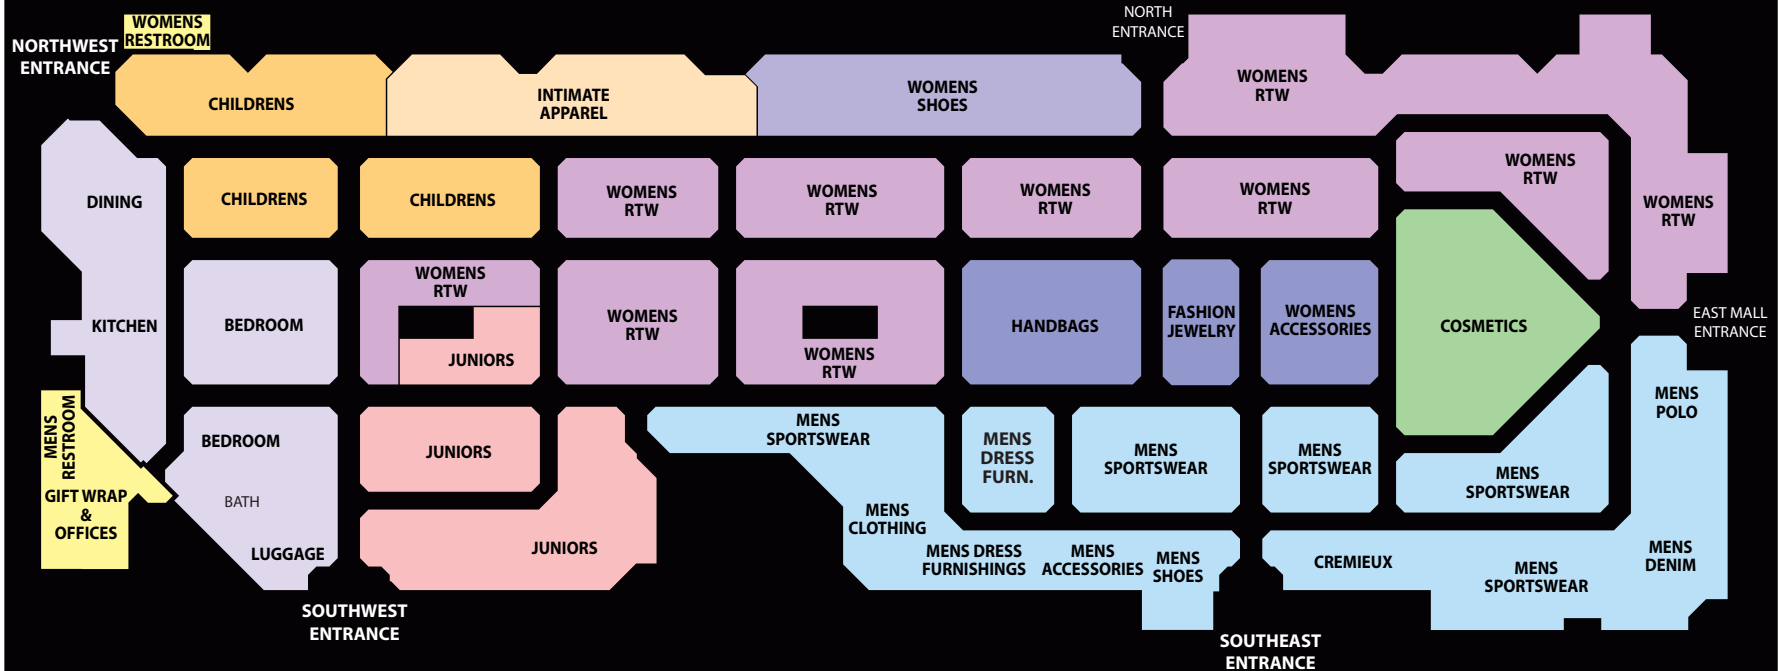 WOMENS
RESTROOM
NORTHWEST
ENTRANCE
NORTH
ENTRANCE
CHILDRENS
INTIMATE
APPAREL
WOMENS
SHOES
WOMENS
RTW
DINING
CHILDRENS
CHILDRENS
WOMENS
RTW
WOMENS
RTW
WOMENS
RTW
WOMENS
RTW
WOMENS
RTW
WOMENS
RTW
KITCHEN
BEDROOM
WOMENS
RTW
JUNIORS
WOMENS
RTW
WOMENS
RTW
HANDBAGS
FASHION
JEWELRY
WOMENS
ACCESSORIES
COSMETICS
EAST MALL
ENTRANCE
MENS
RESTROOM
GIFT WRAP
&
OFFICES
BEDROOM
BATH
LUGGAGE
JUNIORS
JUNIORS
MENS
SPORTSWEAR
MENS
DRESS
FURN.
MENS
SPORTSWEAR
MENS
SPORTSWEAR
MENS
SPORTSWEAR
MENS
POLO
MENS
CLOTHING
MENS DRESS
FURNISHINGS
MENS
ACCESSORIES
MENS
SHOES
CREMIEUX
MENS
SPORTSWEAR
MENS
DENIM
SOUTHWEST
ENTRANCE
SOUTHEAST
ENTRANCE